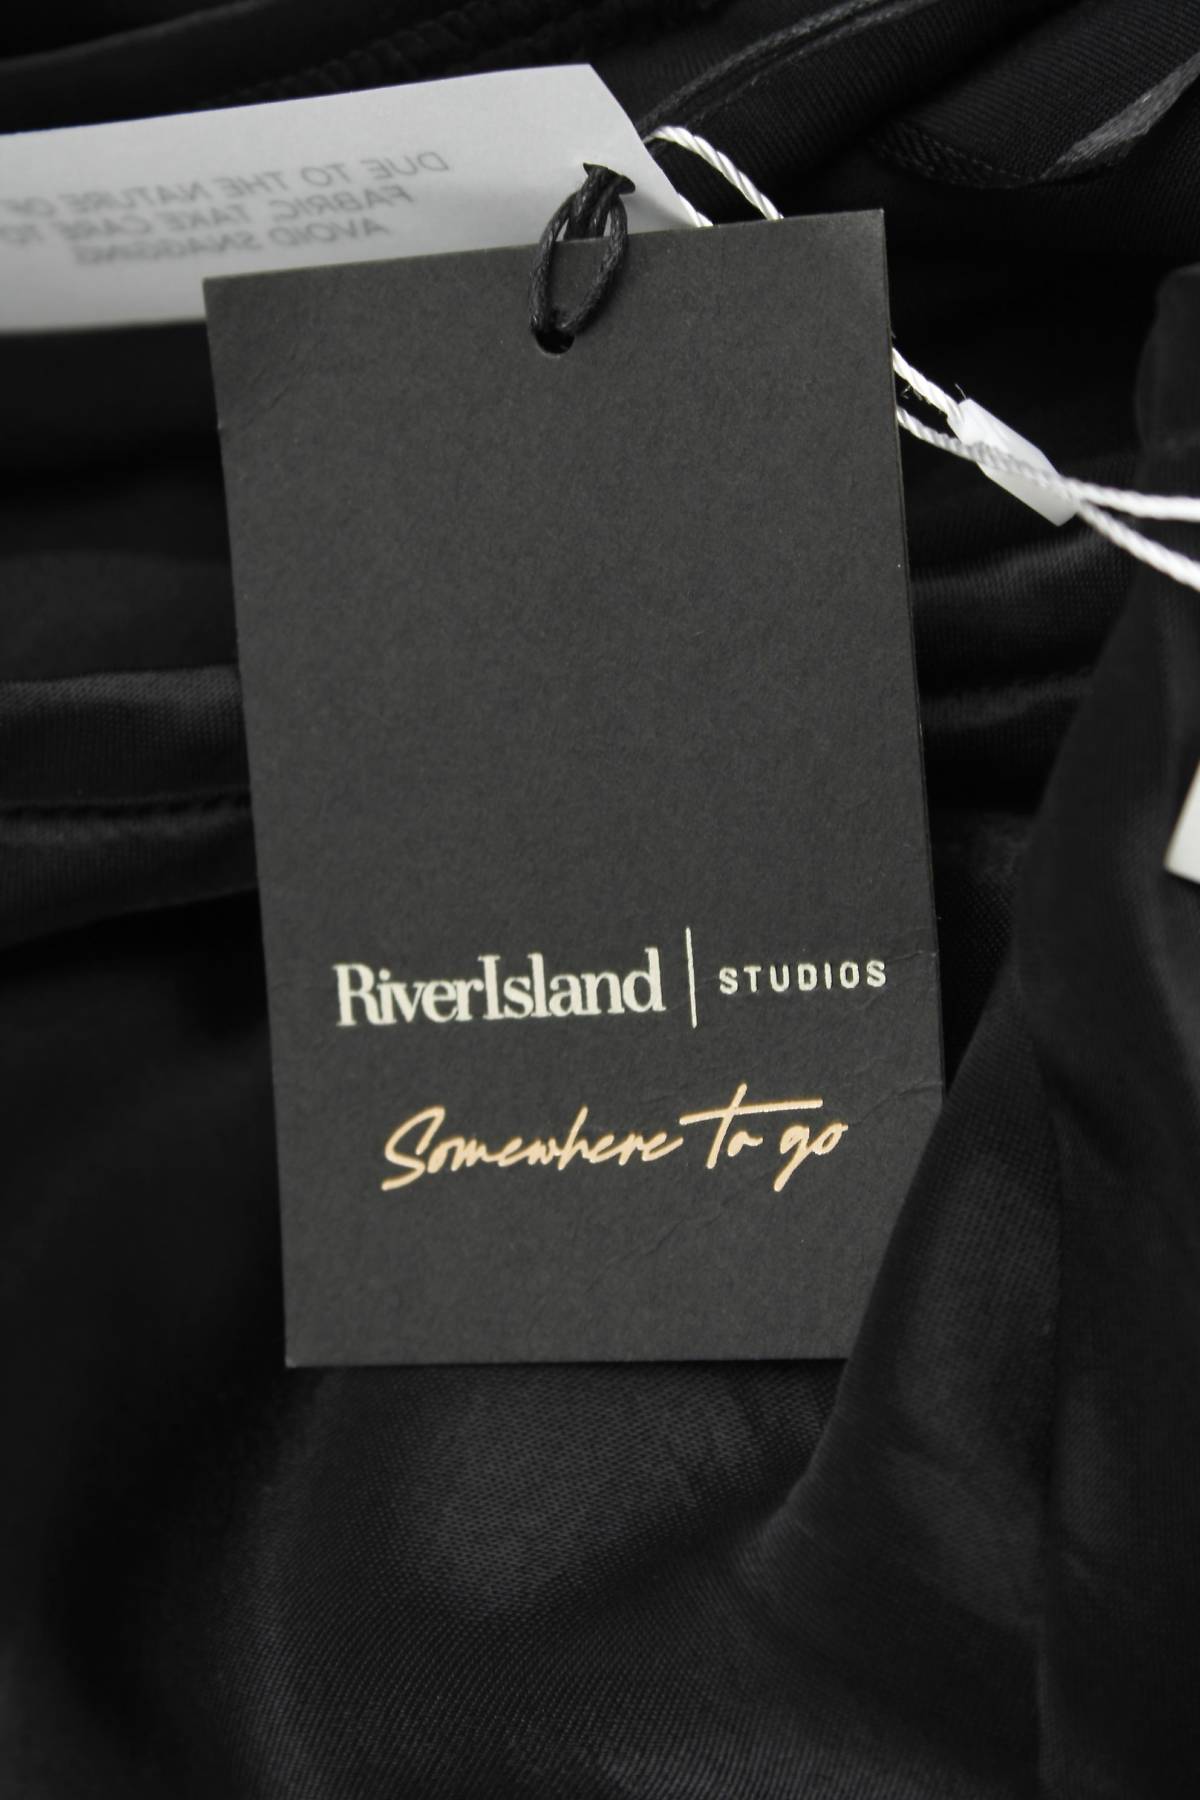 DUE TO THE NATURE OF
FABRIC, TAKE CARE TO
AVOID SNAGGING
RiverIsland | STUDIOS
Somewhere to go